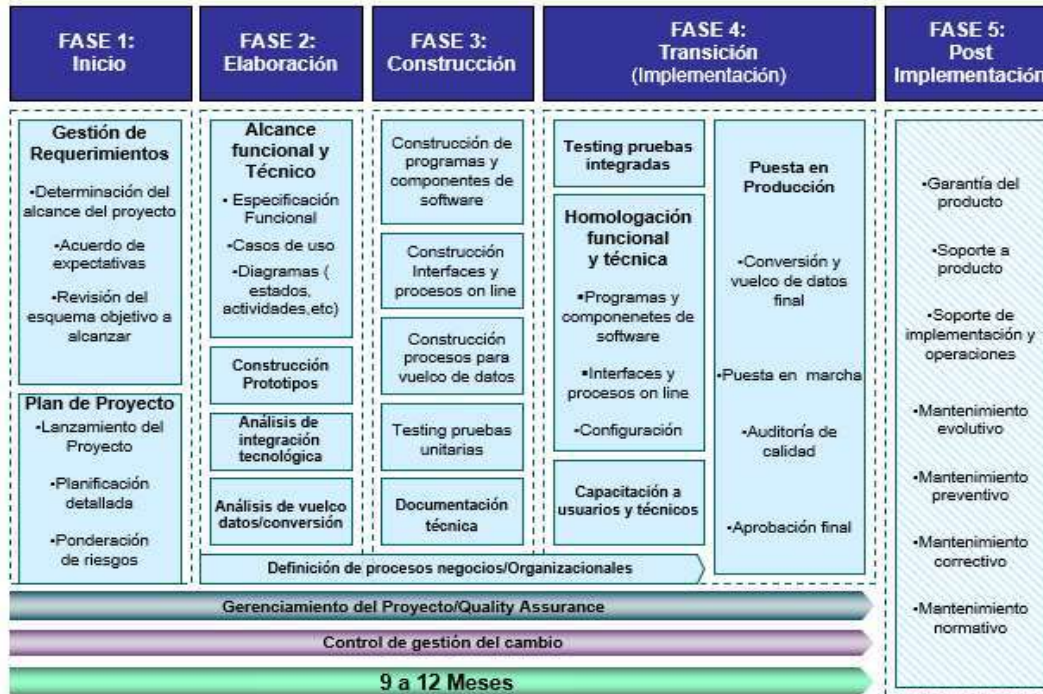 FASE 1:
Inicio
FASE 2:
Elaboración
FASE 3:
Construcción
FASE 4:
Transición
(Implementación)
FASE 5:
Post
Implementación
Gestión de
Requerimientos
•Determinación del
alcance del proyecto
•Acuerdo de
expectativas
•Revisión del
esquema objetivo a
alcanzar
Plan de Proyecto
•Lanzamiento del
Proyecto
•Planificación
detallada
•Ponderación
de riesgos
Alcance
funcional y
Técnico
• Especificación
Funcional
•Casos de uso
•Diagramas (
estados,
actividades,etc)
Construcción
Prototipos
Análisis de
integración
tecnológica
Análisis de vuelco
datos/conversión
Construcción de
programas y
componentes de
software
Construcción
Interfaces y
procesos on line
Construcción
procesos para
vuelco de datos
Testing pruebas
unitarias
Documentación
técnica
Testing pruebas
integradas
Homologación
funcional
y técnica
▪Programas y
componenetes de
software
▪Interfaces y
procesos on line
•Configuración
Capacitación a
usuarios y técnicos
Puesta en
Producción
•Conversión y
vuelco de datos
final
•Puesta en marcha
•Auditoría de
calidad
•Aprobación final
•Garantía del
producto
•Soporte a
producto
•Soporte de
implementación y
operaciones
•Mantenimiento
evolutivo
•Mantenimiento
preventivo
•Mantenimiento
correctivo
•Mantenimiento
normativo
Definición de procesos negocios/Organizacionales
Gerenciamiento del Proyecto/Quality Assurance
Control de gestión del cambio
9 a 12 Meses